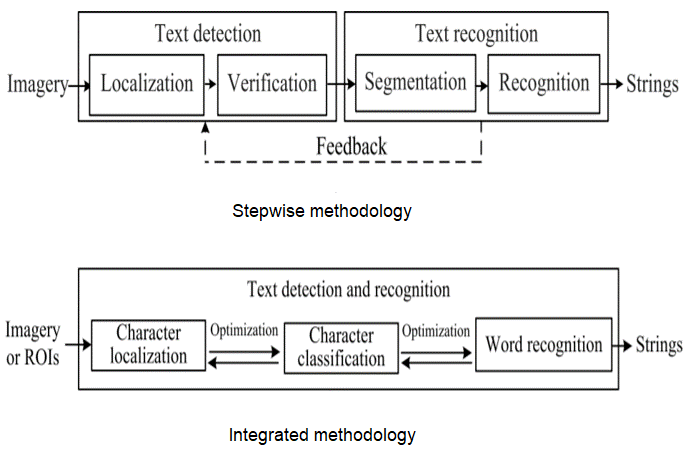 Text detection
Text recognition
Imagery
Localization
Verification
Segmentation
Recognition
Strings
Feedback
Stepwise methodology
Text detection and recognition
Imagery
or ROIs
Character
localization
Optimization
Character
classification
Optimization
Word recognition
Strings
Integrated methodology